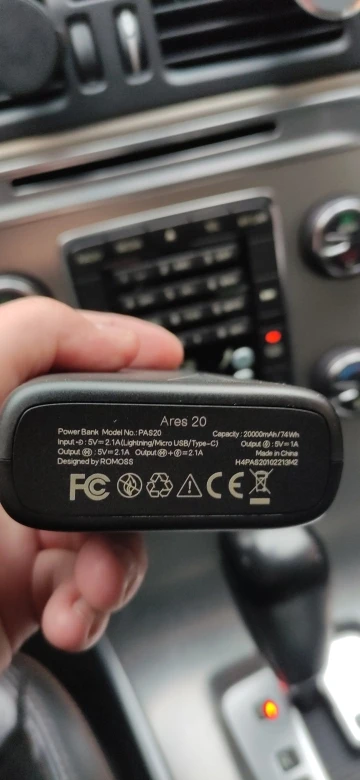 Ares 20
Power Bank Model No.: PAS20 Capacity : 20000mAh/74Wh
Input : 5V⎓2.1A(Lightning/Micro USB/Type-C) Output Ⓕ : 5V⎓1A
Output Ⓗ : 5V⎓2.1A Output Ⓗ+Ⓕ⎓2.1A Made in China
Designed by ROMOSS H4PAS20102213M2
FC CE